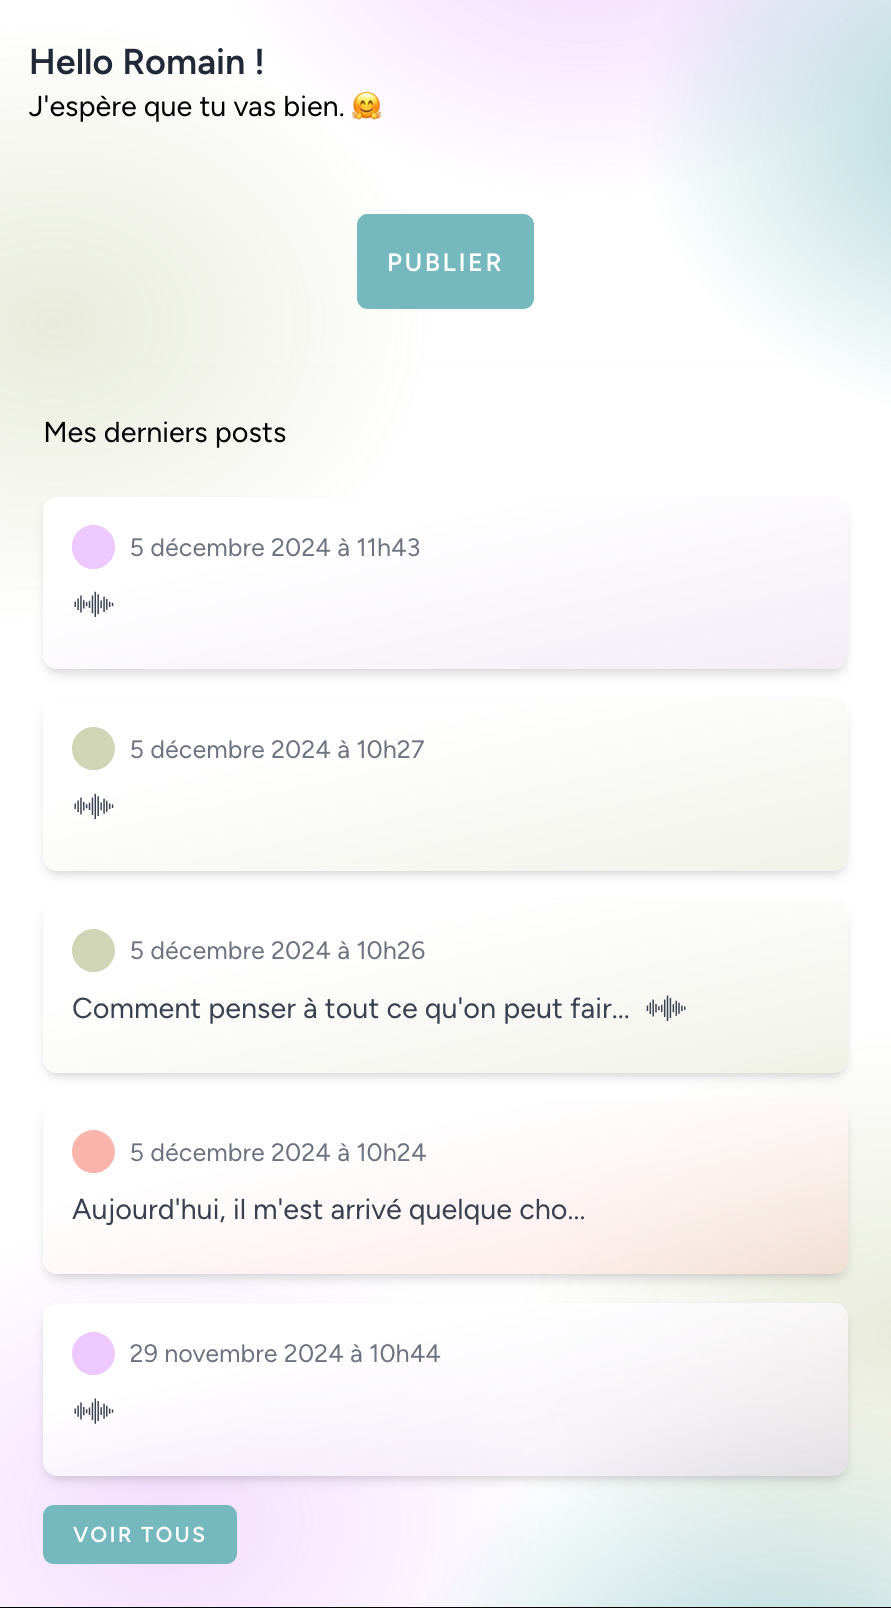 Hello Romain !
J'espère que tu vas bien. 🤗
PUBLIER
Mes derniers posts
5 décembre 2024 à 11h43
5 décembre 2024 à 10h27
5 décembre 2024 à 10h26
Comment penser à tout ce qu'on peut fair...
5 décembre 2024 à 10h24
Aujourd'hui, il m'est arrivé quelque cho...
29 novembre 2024 à 10h44
VOIR TOUS